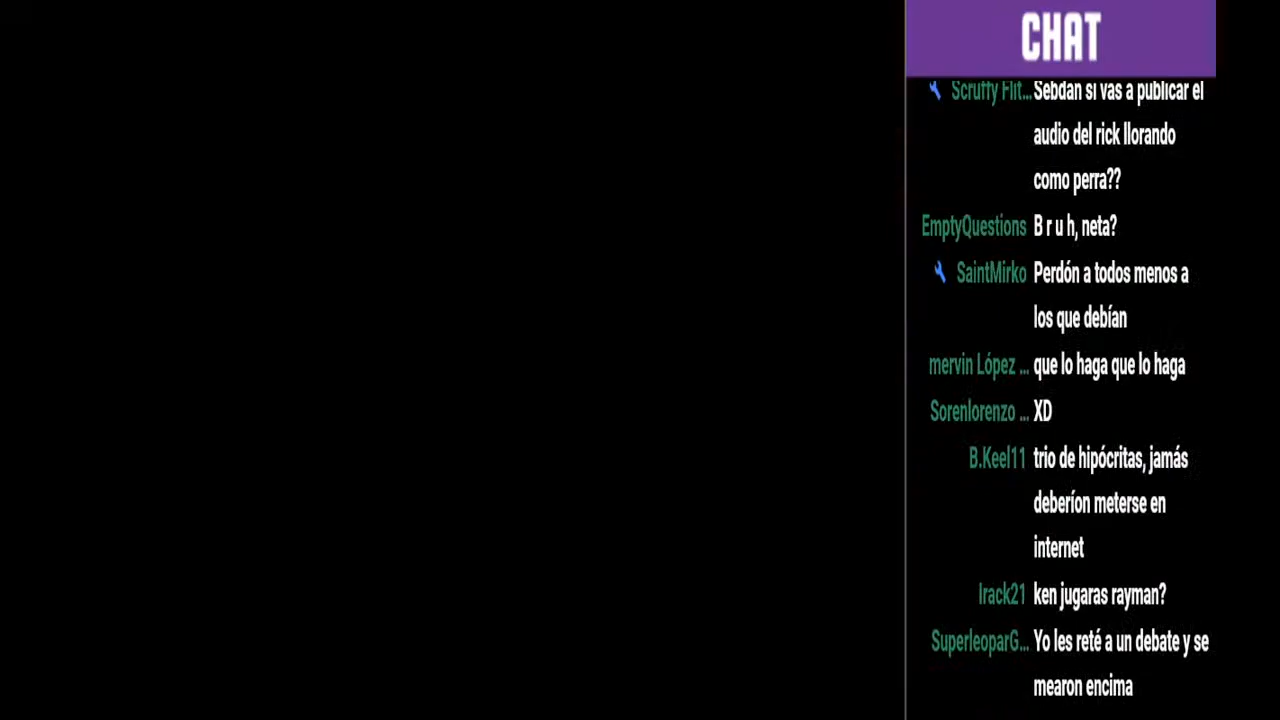 CHAT
Scruffy Flit... Sebdan si vas a publicar el
audio del rick llorando
como perra??
EmptyQuestions B r u h, neta?
SaintMirko Perdón a todos menos a
los que debían
mervin López ... que lo haga que lo haga
Sorenlorenzo ... XD
B.Keel11 trio de hipócritas, jamás
deberíon meterse en
internet
Irack21 ken jugaras rayman?
SuperleoparG... Yo les reté a un debate y se
mearon encima